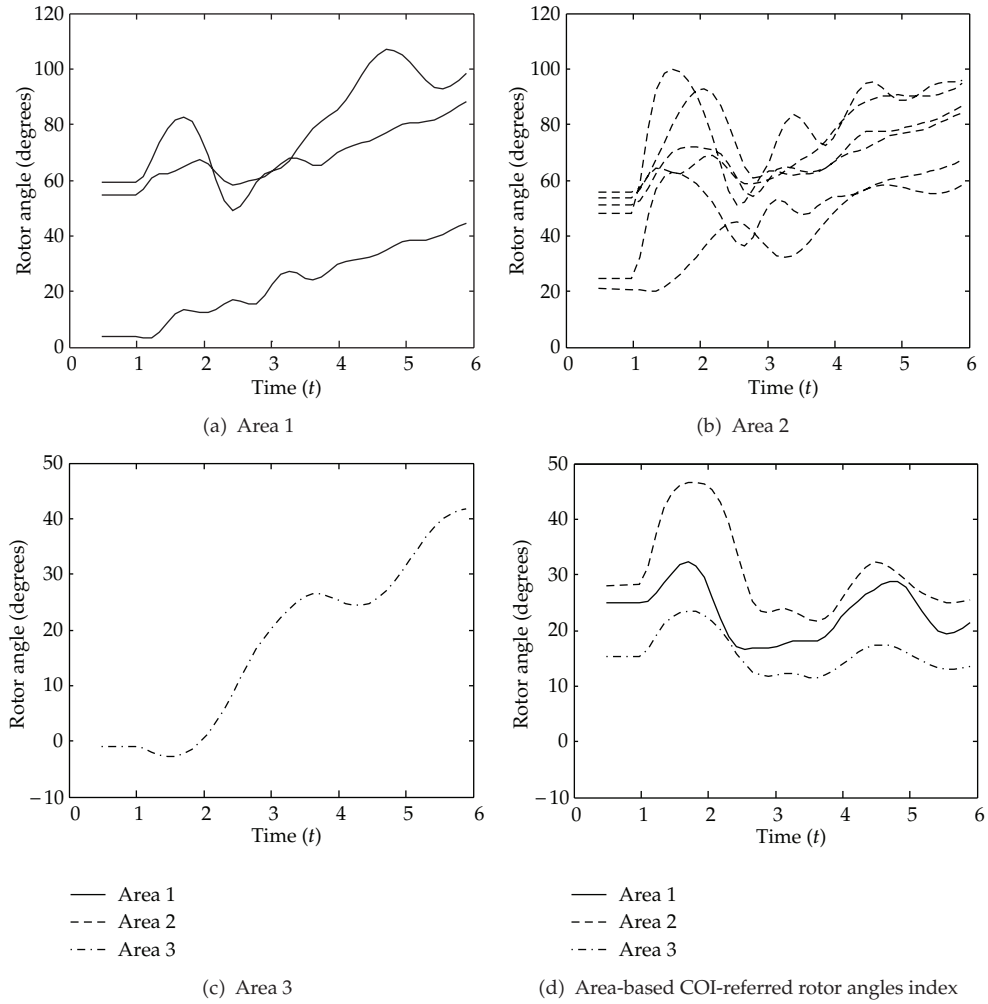 120
100
80
60
40
20
0
Rotor angle (degrees)
0 1 2 3 4 5 6
Time (t)
(a) Area 1
120
100
80
60
40
20
0
Rotor angle (degrees)
0 1 2 3 4 5 6
Time (t)
(b) Area 2
50
40
30
20
10
0
−10
Rotor angle (degrees)
0 1 2 3 4 5 6
Time (t)
Area 1
Area 2
Area 3
(c) Area 3
50
40
30
20
10
0
−10
Rotor angle (degrees)
0 1 2 3 4 5 6
Time (t)
Area 1
Area 2
Area 3
(d) Area-based COI-referred rotor angles index